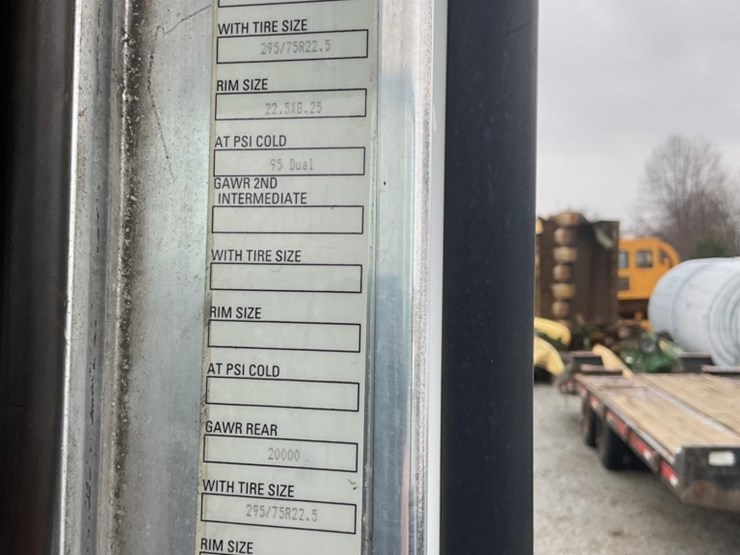 WITH TIRE SIZE
295/75R22.5
RIM SIZE
22.5X8.25
AT PSI COLD
95 Dual
GAWR 2ND
INTERMEDIATE
WITH TIRE SIZE
RIM SIZE
AT PSI COLD
GAWR REAR
20000
WITH TIRE SIZE
295/75R22.5
RIM SIZE